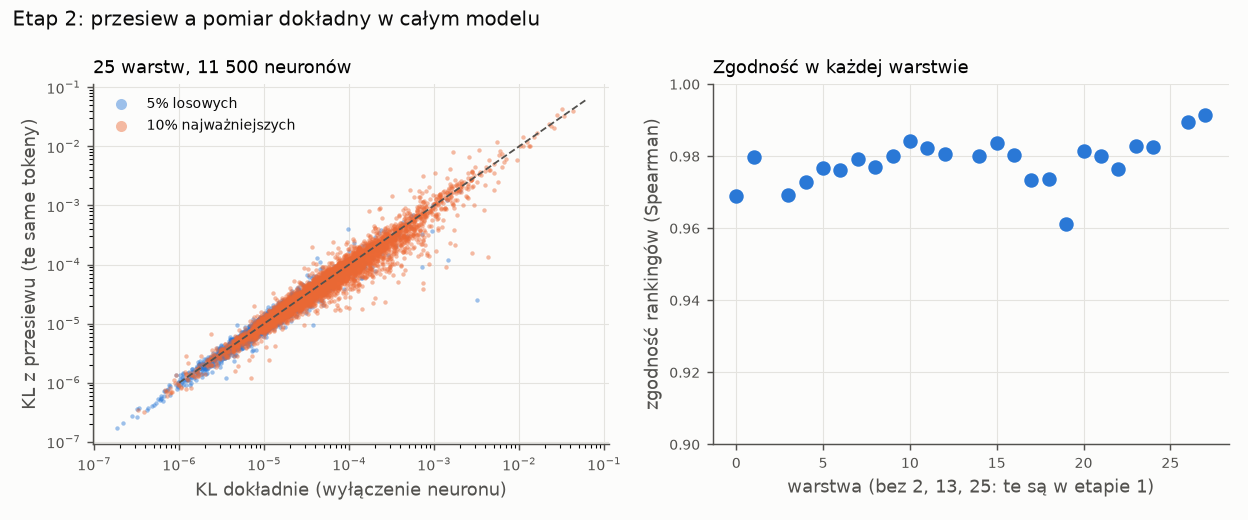 Etap 2: przesiew a pomiar dokładny w całym modelu
25 warstw, 11 500 neuronów
5% losowych
10% najważniejszych
KL z przesiewu (te same tokeny)
10⁻¹
10⁻²
10⁻³
10⁻⁴
10⁻⁵
10⁻⁶
10⁻⁷
10⁻⁷ 10⁻⁶ 10⁻⁵ 10⁻⁴ 10⁻³ 10⁻² 10⁻¹
KL dokładnie (wyłączenie neuronu)
Zgodność w każdej warstwie
zgodność rankingów (Spearman)
1.00
0.98
0.96
0.94
0.92
0.90
0 5 10 15 20 25
warstwa (bez 2, 13, 25: te są w etapie 1)